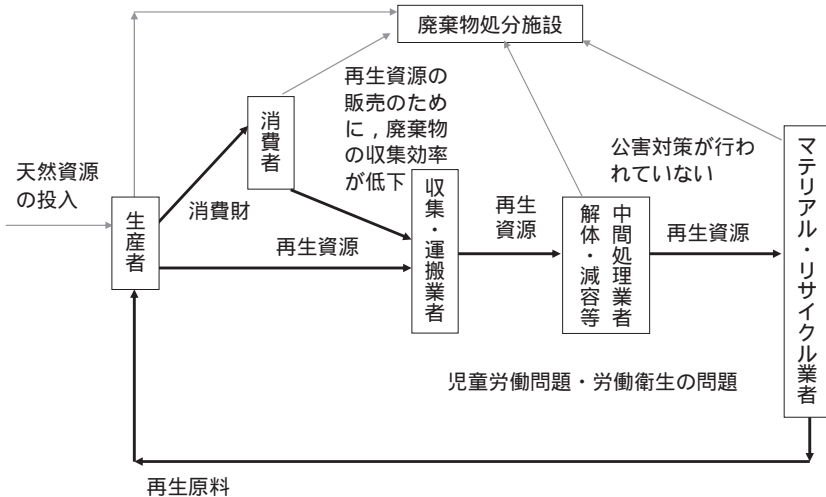 廃棄物処分施設
再生資源の
販売のために
，廃棄物
の収集効率
が低下
消費者
天然資源
の投入
生産者
消費財
再生資源
収集・運搬業者
再生
資源
中間処理業者
解体・減容等
公害対策が行わ
れていない
再生資源
マテリアル・リサイクル業者
児童労働問題・労働衛生の問題
再生原料